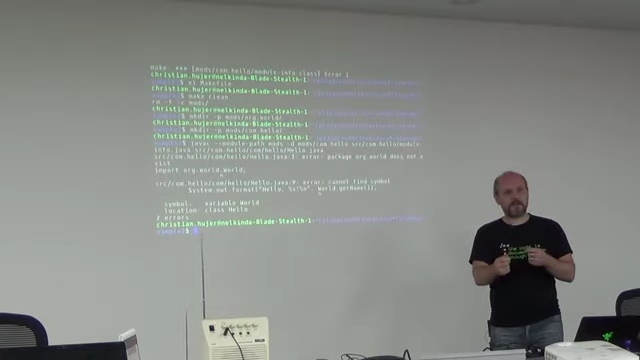 make: *** [mods/com.hello/module-info.class] Error 1
christian.hujer@nelkinda-Blade-Stealth-1
$ vi Makefile
christian.hujer@nelkinda-Blade-Stealth-1
$ make clean
rm -f -r mods/
christian.hujer@nelkinda-Blade-Stealth-1
$ mkdir -p mods/org.world/
christian.hujer@nelkinda-Blade-Stealth-1
$ mkdir -p mods/com.hello/
christian.hujer@nelkinda-Blade-Stealth-1
$ javac --module-path mods -d mods/com.hello src/com.hello/module-
info.java src/com.hello/com/hello/Hello.java
src/com.hello/com/hello/Hello.java:3: error: package org.world does not e
xist
import org.world.World;
^
src/com.hello/com/hello/Hello.java:9: error: cannot find symbol
System.out.format("Hello, %s!%n", World.getName());
^
symbol: variable World
location: class Hello
2 errors
christian.hujer@nelkinda-Blade-Stealth-1
$